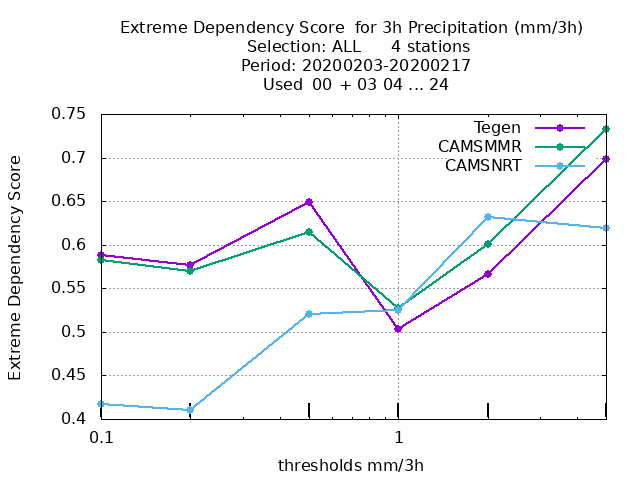 Extreme Dependency Score  for 3h Precipitation (mm/3h)
Selection: ALL      4 stations
Period: 20200203-20200217
Used  00 + 03 04 ... 24
Tegen
CAMSMMR
CAMSNRT
Extreme Dependency Score
0.75
0.7
0.65
0.6
0.55
0.5
0.45
0.4
0.1
1
thresholds mm/3h